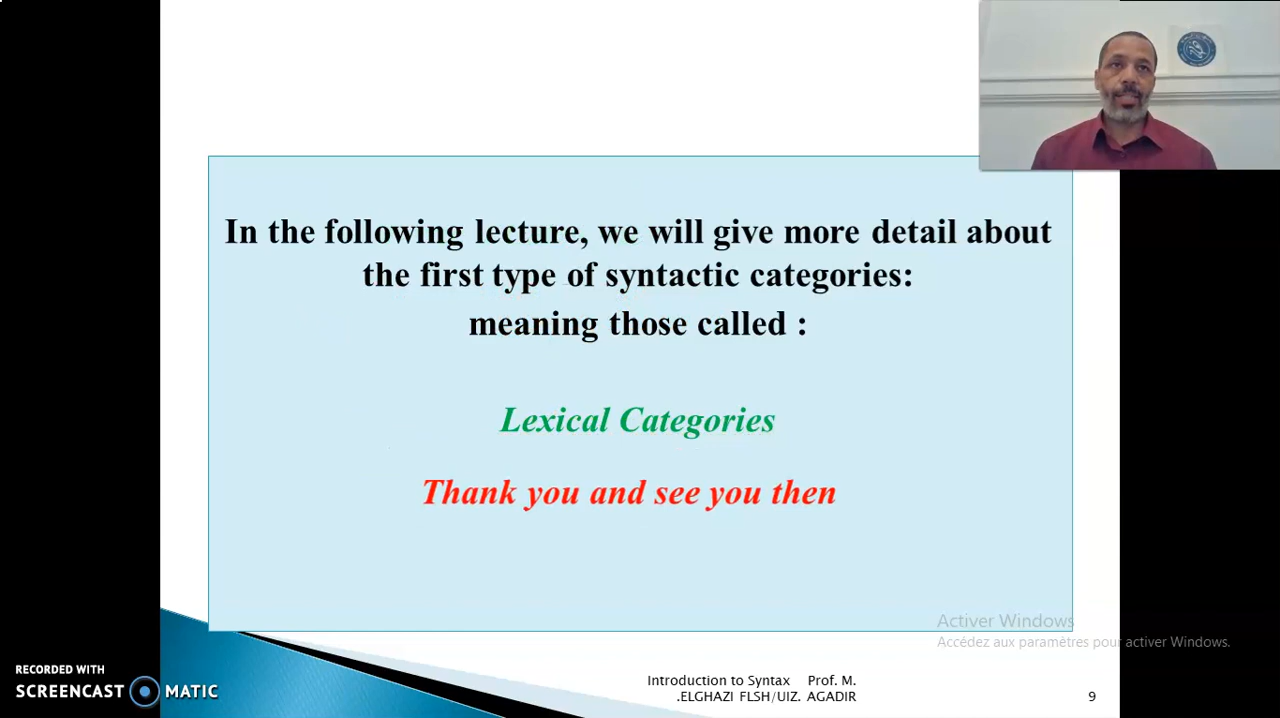 In the following lecture, we will give more detail about
the first type of syntactic categories:
meaning those called :
Lexical Categories
Thank you and see you then
Activer Windows
Accédez aux paramètres pour activer Windows.
RECORDED WITH
SCREENCAST MATIC
Introduction to Syntax Prof. M.
.ELGHAZI FLSH/UIZ. AGADIR
9